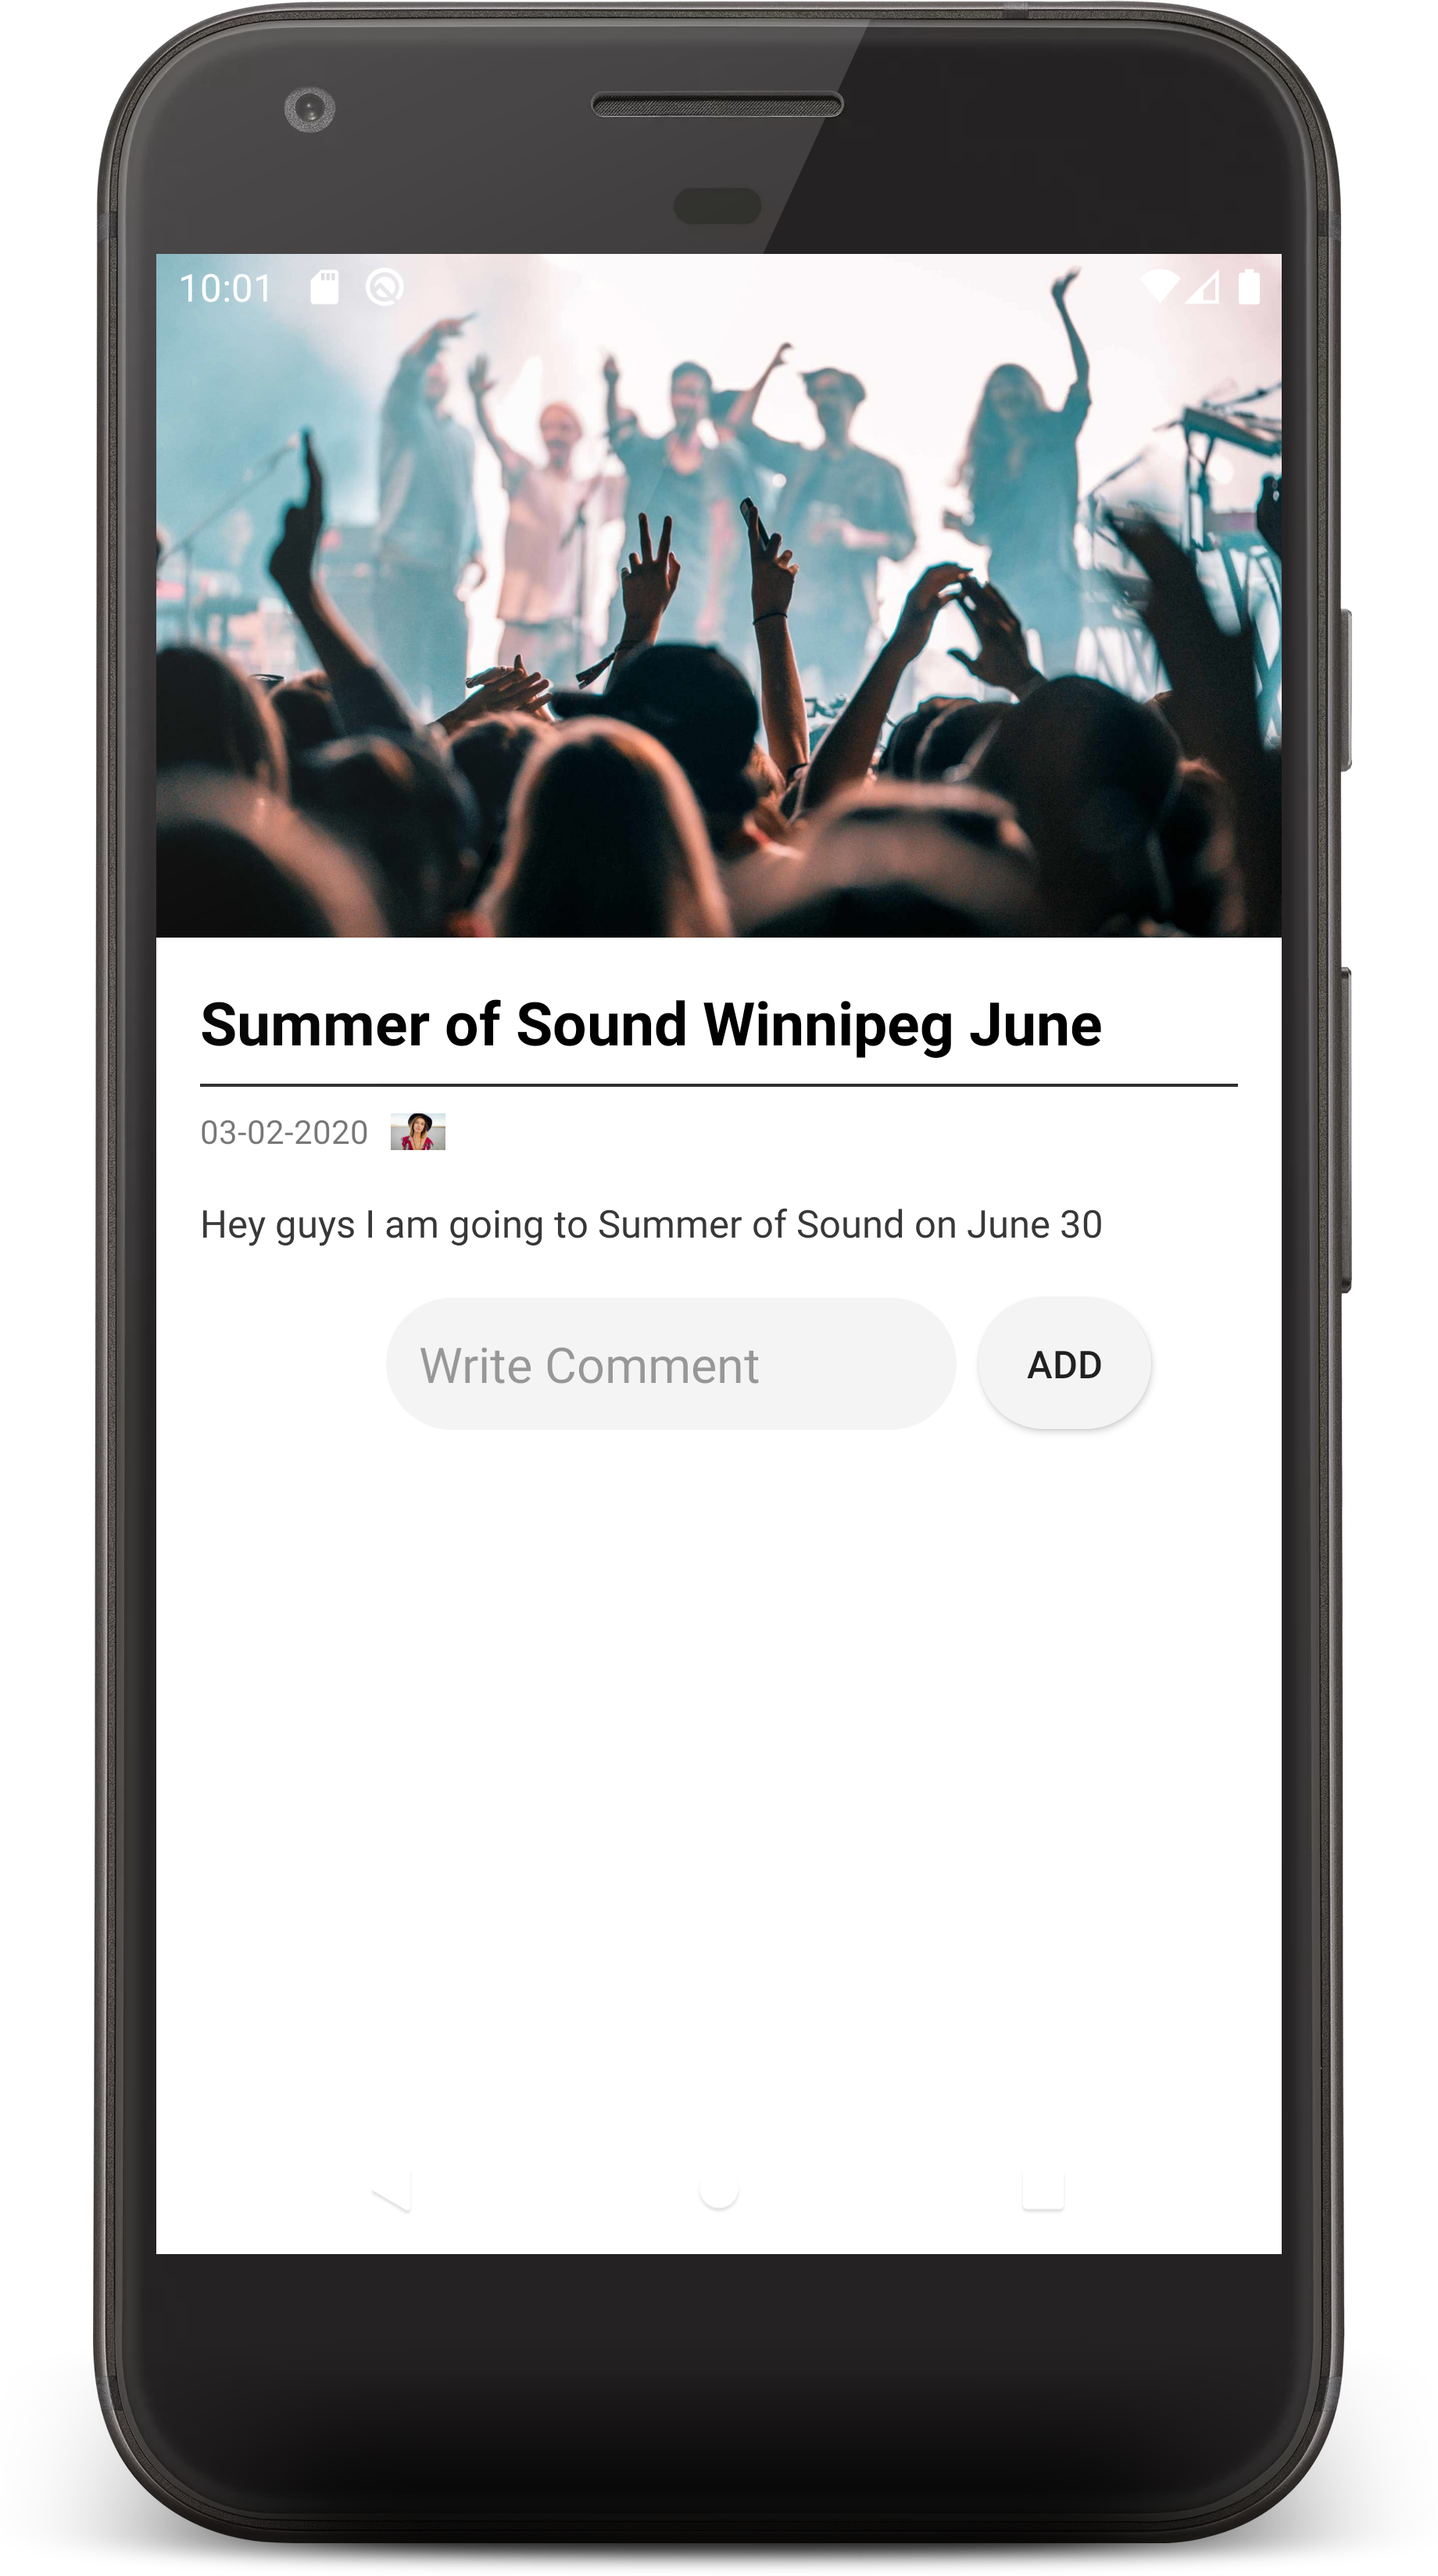 10:01
Summer of Sound Winnipeg June
03-02-2020
Hey guys I am going to Summer of Sound on June 30
Write Comment
ADD